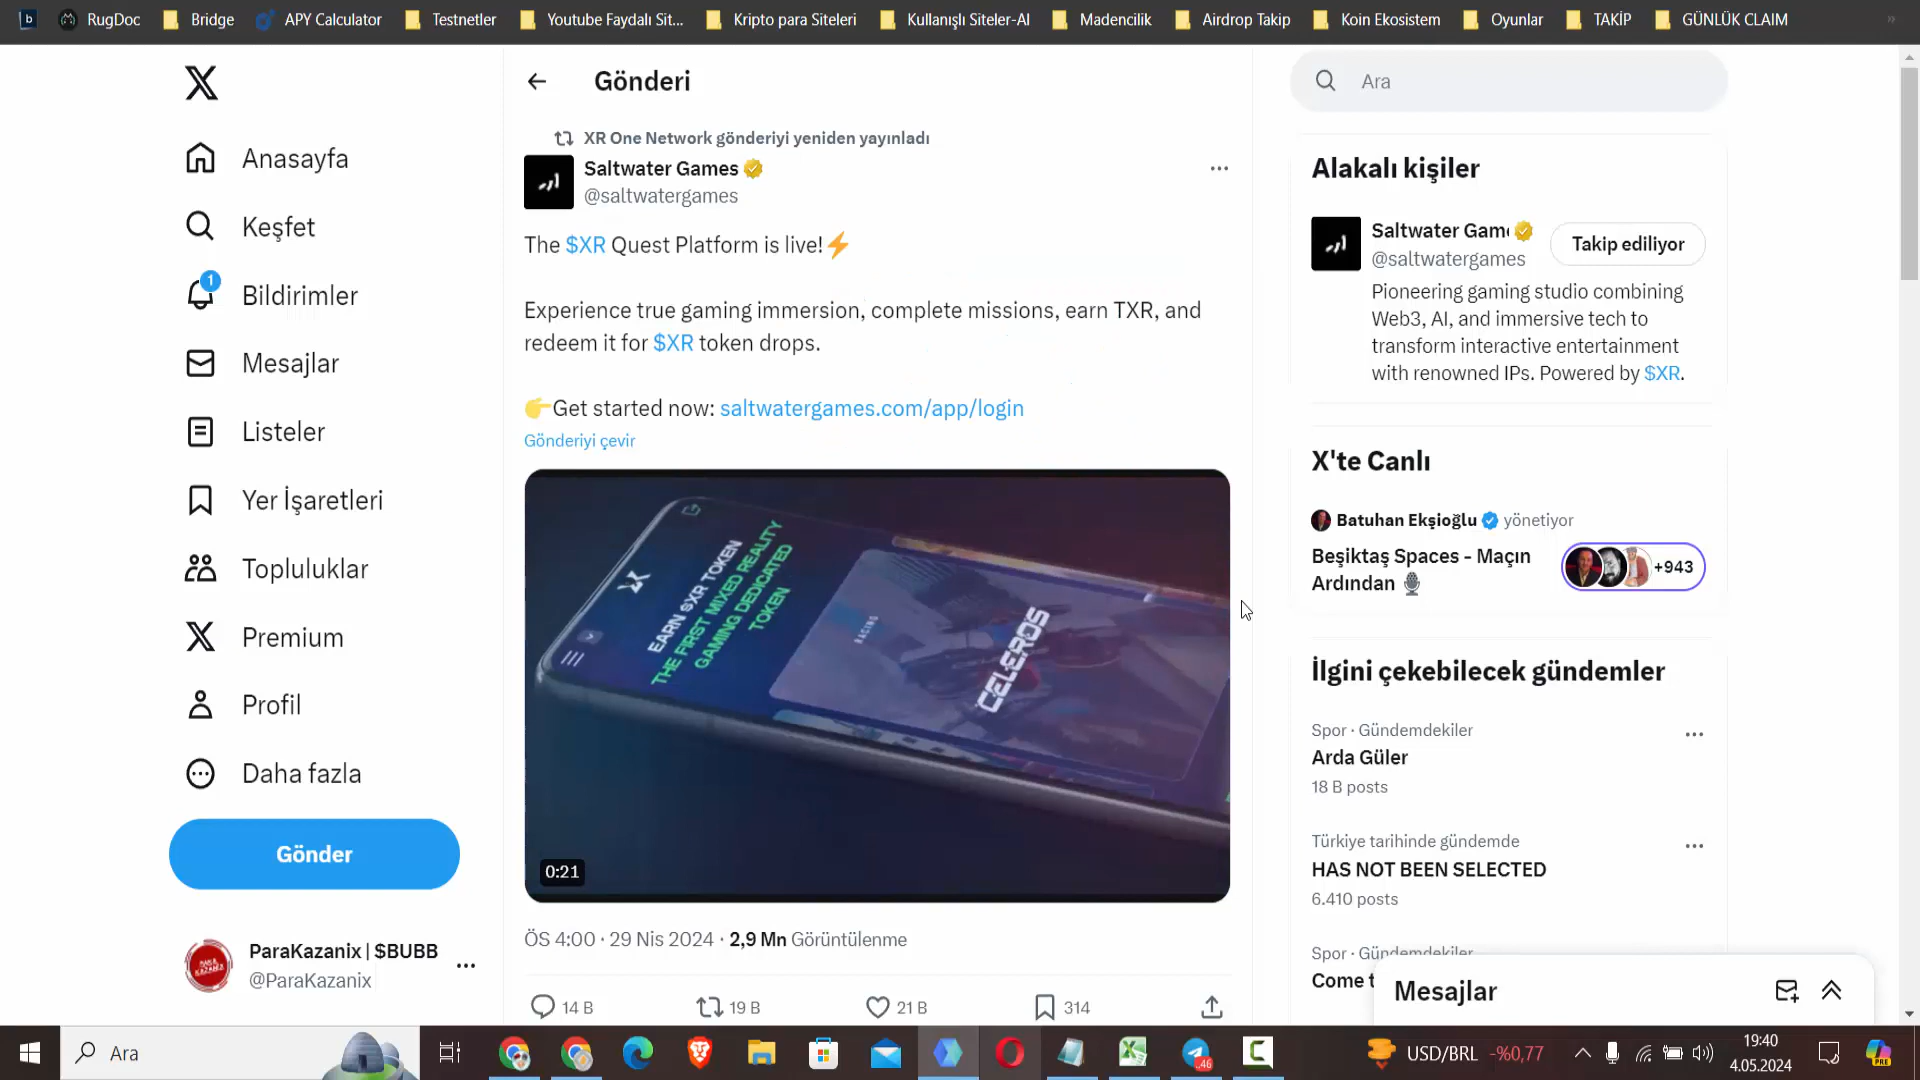 RugDoc
Bridge
APY Calculator
Testnetler
Youtube Faydalı Sit...
Kripto para Siteleri
Kullanışlı Siteler-AI
Madencilik
Airdrop Takip
Koin Ekosistem
Oyunlar
TAKİP
GÜNLÜK CLAIM
Anasayfa
Keşfet
1
Bildirimler
Mesajlar
Listeler
Yer İşaretleri
Topluluklar
Premium
Profil
Daha fazla
Gönder
ParaKazanix | $BUBB
@ParaKazanix
Gönderi
XR One Network gönderiyi yeniden yayınladı
Saltwater Games
@saltwatergames
The $XR Quest Platform is live!⚡
Experience true gaming immersion, complete missions, earn TXR, and
redeem it for $XR token drops.
👉Get started now: saltwatergames.com/app/login
Gönderiyi çevir
EARN $XR TOKEN
THE FIRST MIXED REALITY
GAMING DEDICATED
TOKEN
RACING
CELEROS
0:21
ÖS 4:00 · 29 Nis 2024 · 2,9 Mn Görüntülenme
14 B
19 B
21 B
314
Ara
Alakalı kişiler
Saltwater Gam
@saltwatergames
Takip ediliyor
Pioneering gaming studio combining
Web3, AI, and immersive tech to
transform interactive entertainment
with renowned IPs. Powered by $XR.
X'te Canlı
Batuhan Ekşioğlu yönetiyor
Beşiktaş Spaces - Maçın
Ardından 🎙
+943
İlgini çekebilecek gündemler
Spor · Gündemdekiler
Arda Güler
18 B posts
Türkiye tarihinde gündemde
HAS NOT BEEN SELECTED
6.410 posts
Spor · Gündemdekiler
Come
Mesajlar
Ara
USD/BRL -%0,77
19:40
4.05.2024